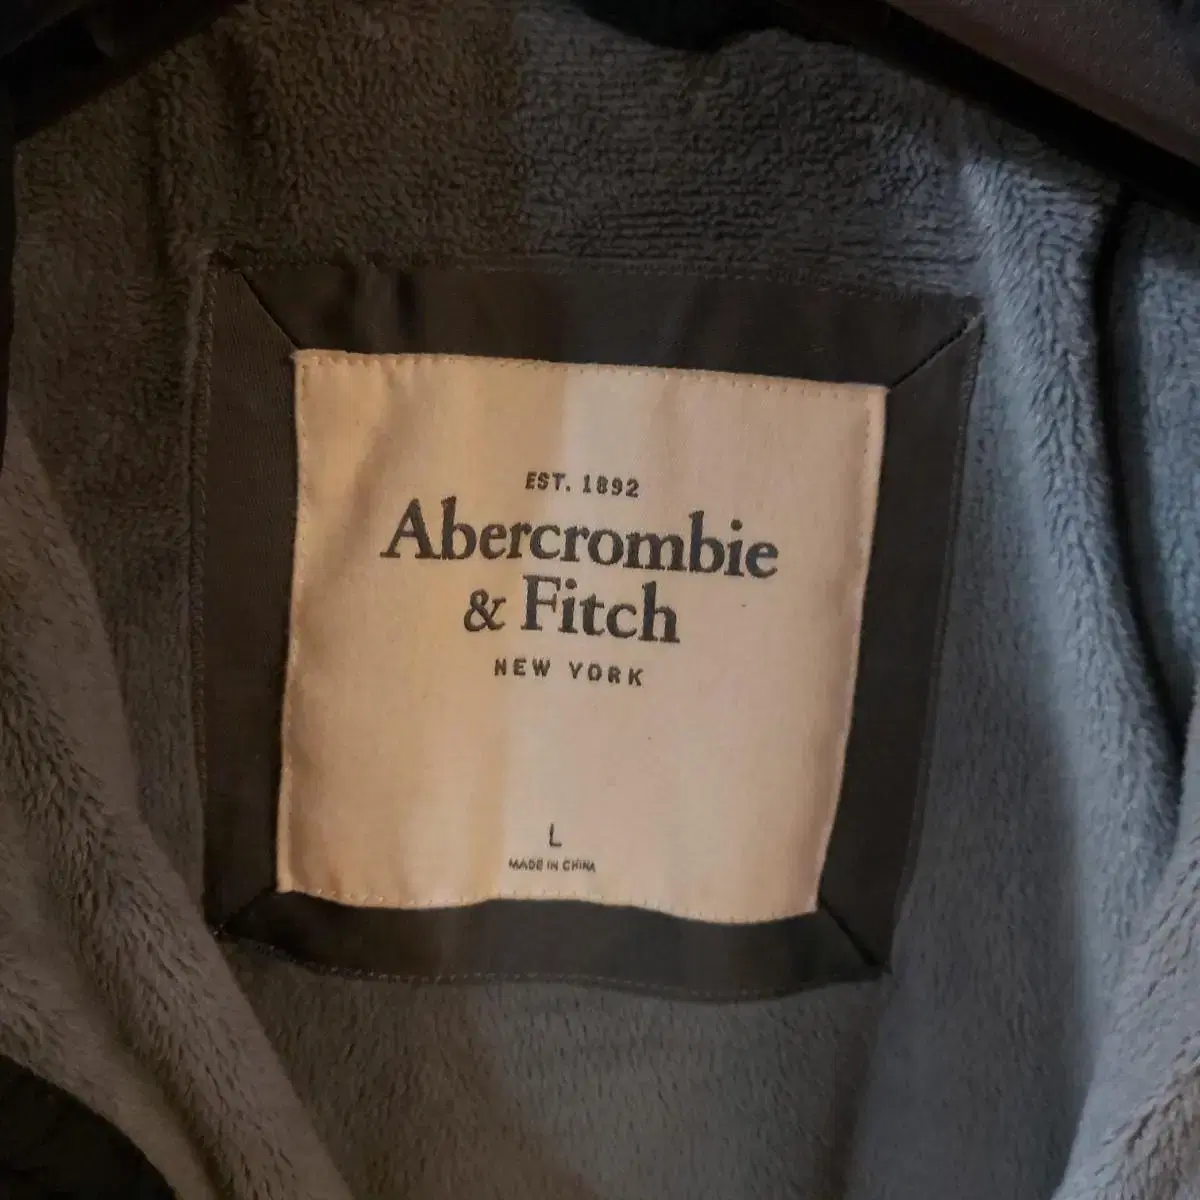 EST. 1892
Abercrombie
& Fitch
NEW YORK
L
MADE IN CHINA